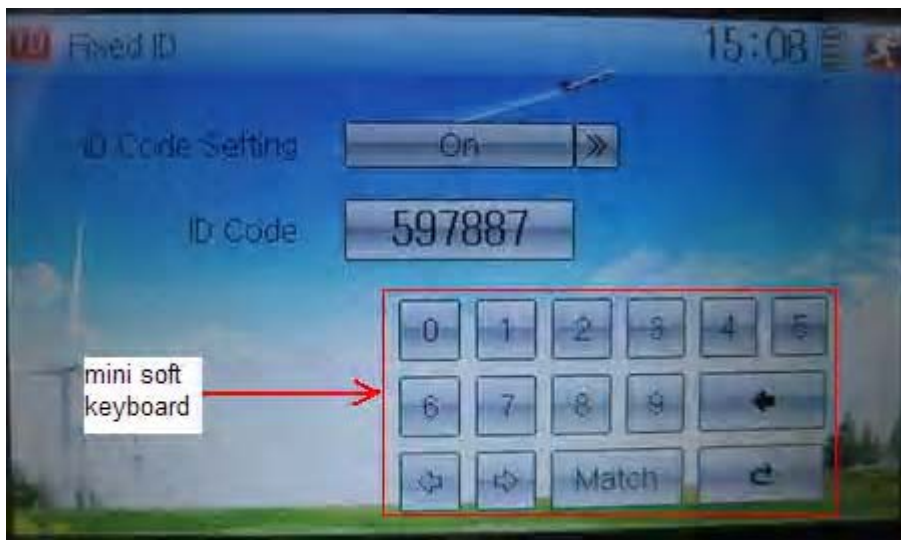 Fixed ID
15:08
ID Code Setting
On
ID Code
597887
0 1 2 3 4 5
mini soft
keyboard
6 7 8 9
Match